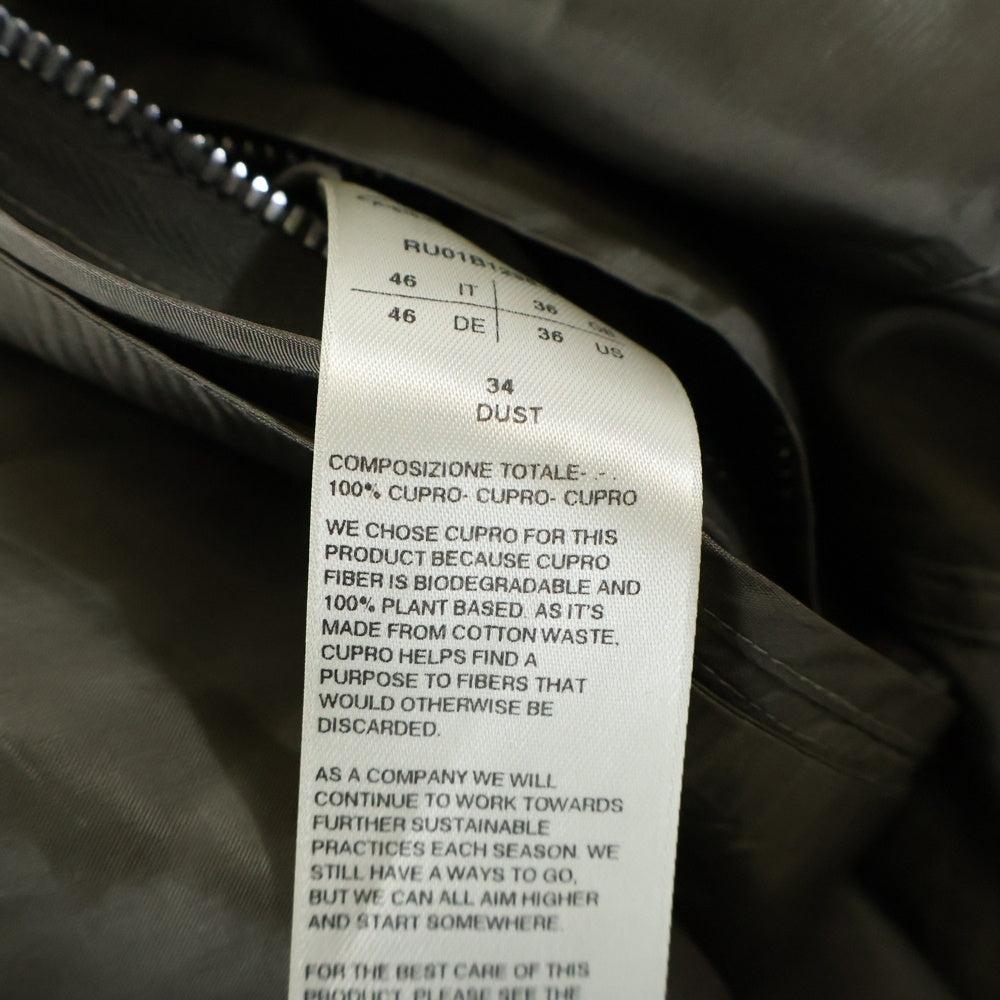 46 IT 36
46 DE 36 US
34
DUST
COMPOSIZIONE TOTALE- - .
100% CUPRO- CUPRO- CUPRO
WE CHOSE CUPRO FOR THIS
PRODUCT BECAUSE CUPRO
FIBER IS BIODEGRADABLE AND
100% PLANT BASED. AS IT'S
MADE FROM COTTON WASTE,
CUPRO HELPS FIND A
PURPOSE TO FIBERS THAT
WOULD OTHERWISE BE
DISCARDED.
AS A COMPANY WE WILL
CONTINUE TO WORK TOWARDS
FURTHER SUSTAINABLE
PRACTICES EACH SEASON. WE
STILL HAVE A WAYS TO GO,
BUT WE CAN ALL AIM HIGHER
AND START SOMEWHERE.
FOR THE BEST CARE OF THIS
PRODUCT, PLEASE SEE THE